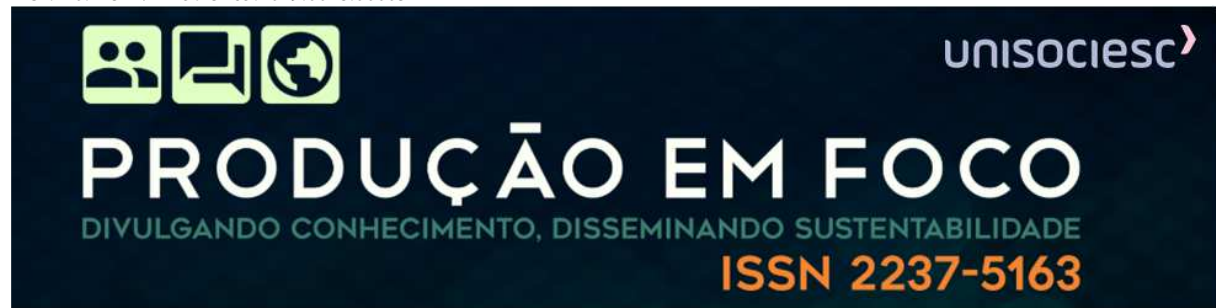 unisociesc
PRODUÇÃO EM FOCO
DIVULGANDO CONHECIMENTO, DISSEMINANDO SUSTENTABILIDADE
ISSN 2237-5163